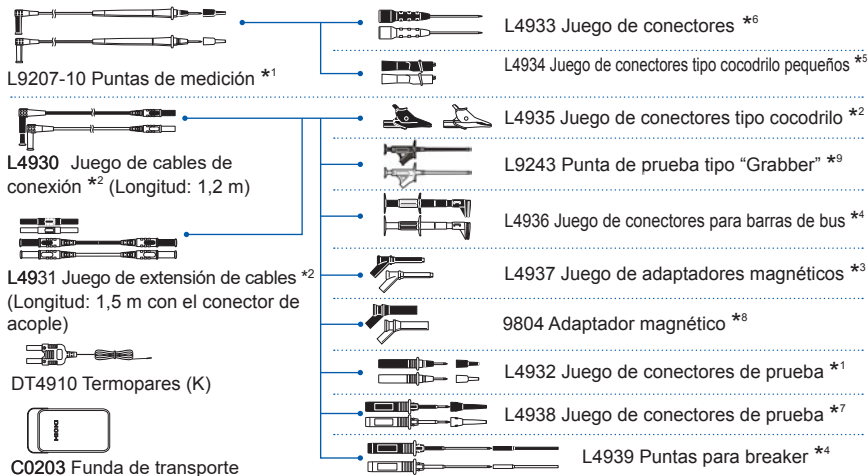 L9207-10 Puntas de medición *1
L4930 Juego de cables de
conexión *2 (Longitud: 1,2 m)
L4931 Juego de extensión de cables *2
(Longitud: 1,5 m con el conector de
acople)
DT4910 Termopares (K)
HIOKI
C0203 Funda de transporte
L4933 Juego de conectores *6
L4934 Juego de conectores tipo cocodrilo pequeños *5
L4935 Juego de conectores tipo cocodrilo *2
L9243 Punta de prueba tipo “Grabber” *9
L4936 Juego de conectores para barras de bus *4
L4937 Juego de adaptadores magnéticos *3
9804 Adaptador magnético *8
L4932 Juego de conectores de prueba *1
L4938 Juego de conectores de prueba *7
L4939 Puntas para breaker *4